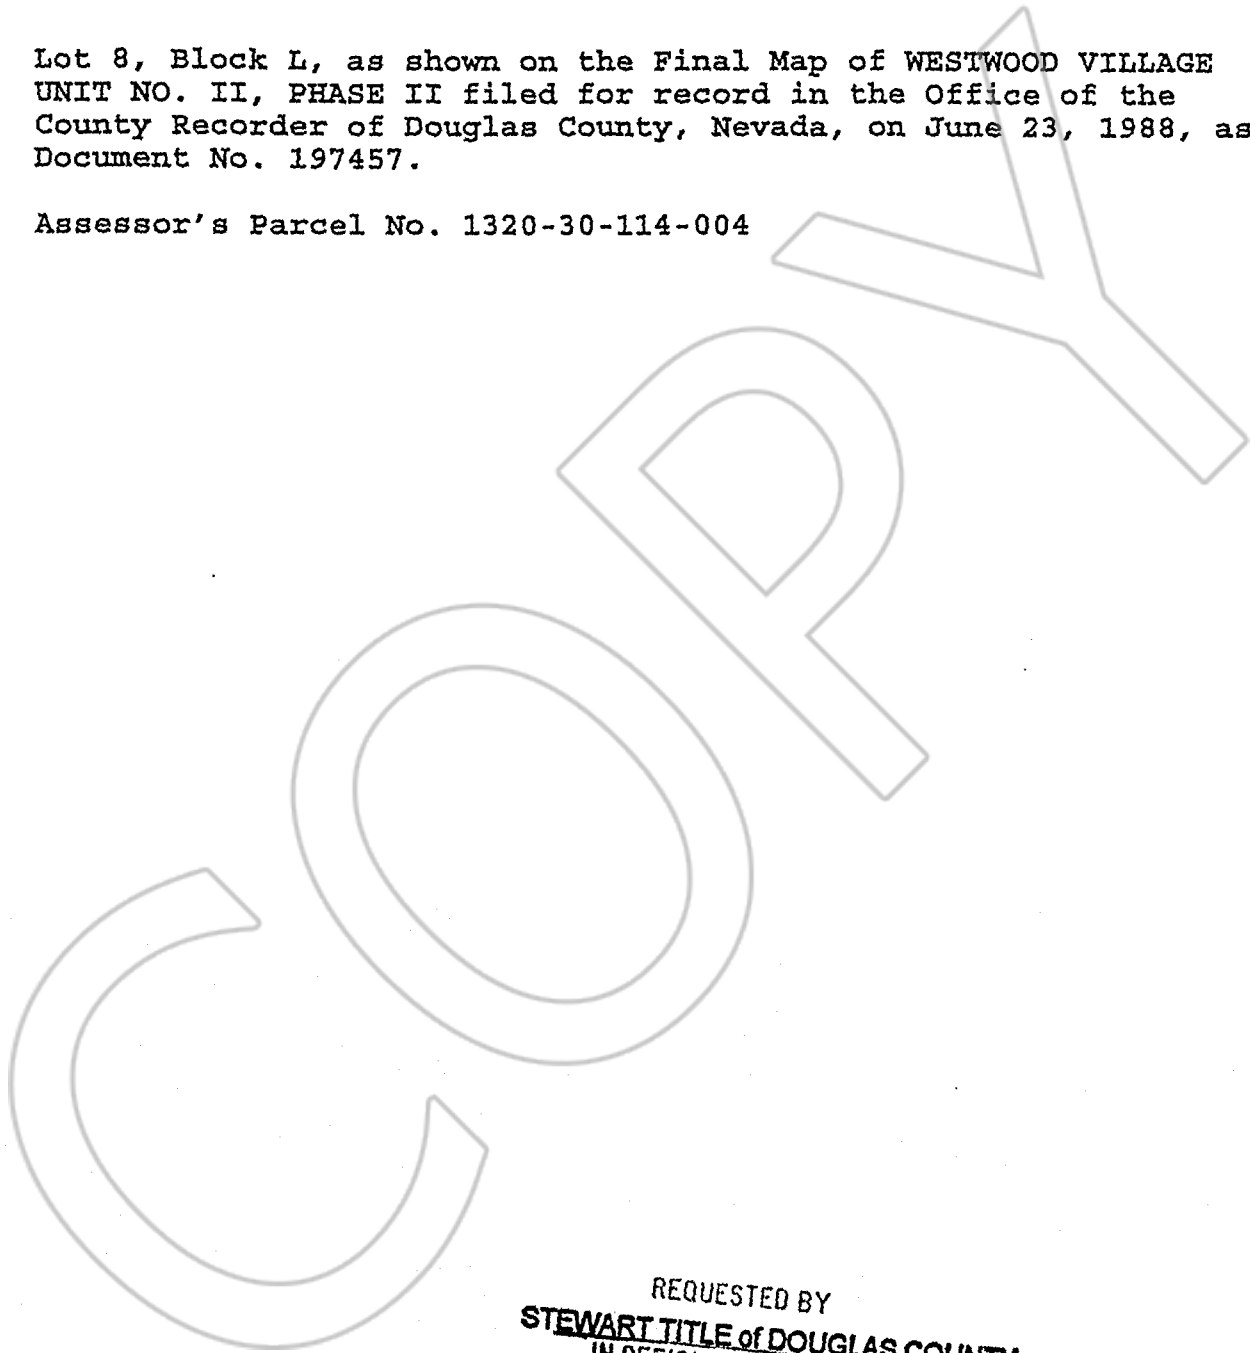 Lot 8, Block L, as shown on the Final Map of WESTWOOD VILLAGE
UNIT NO. II, PHASE II filed for record in the Office of the
County Recorder of Douglas County, Nevada, on June 23, 1988, as
Document No. 197457.
Assessor's Parcel No. 1320-30-114-004
COPY
REQUESTED BY
STEWART TITLE of DOUGLAS COUNTY